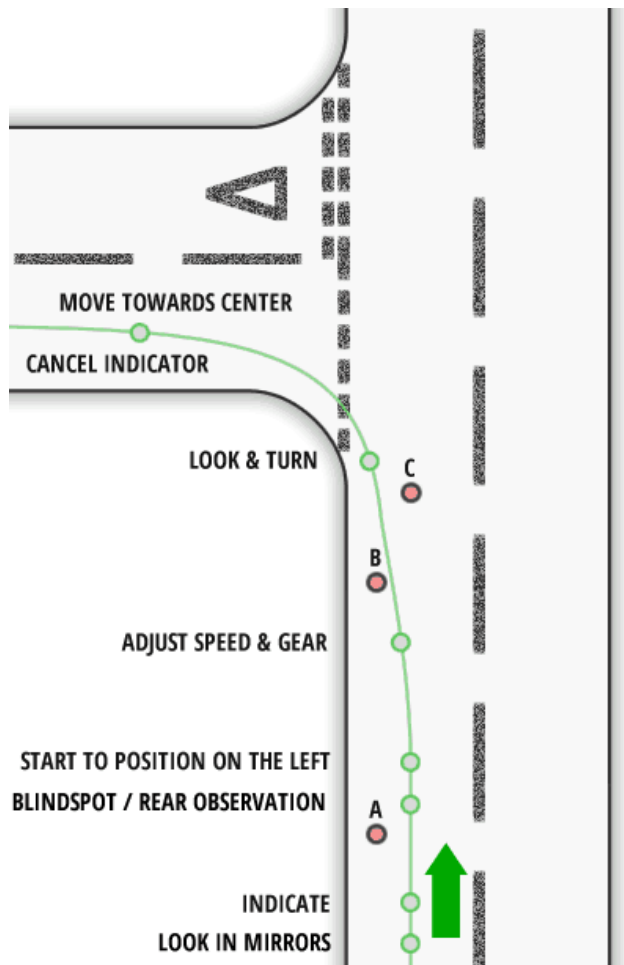 MOVE TOWARDS CENTER
CANCEL INDICATOR
LOOK & TURN
C
B
ADJUST SPEED & GEAR
START TO POSITION ON THE LEFT
BLINDSPOT / REAR OBSERVATION
A
INDICATE
LOOK IN MIRRORS